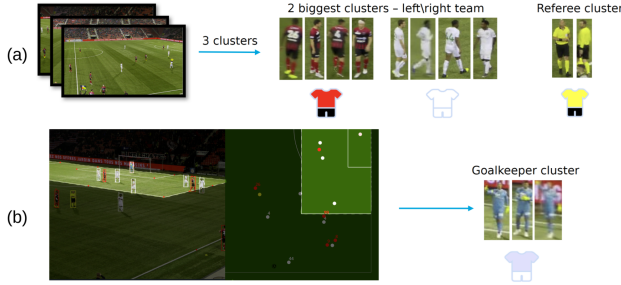 (a)
3 clusters
2 biggest clusters – left\right team
Referee cluster
(b)
Goalkeeper cluster